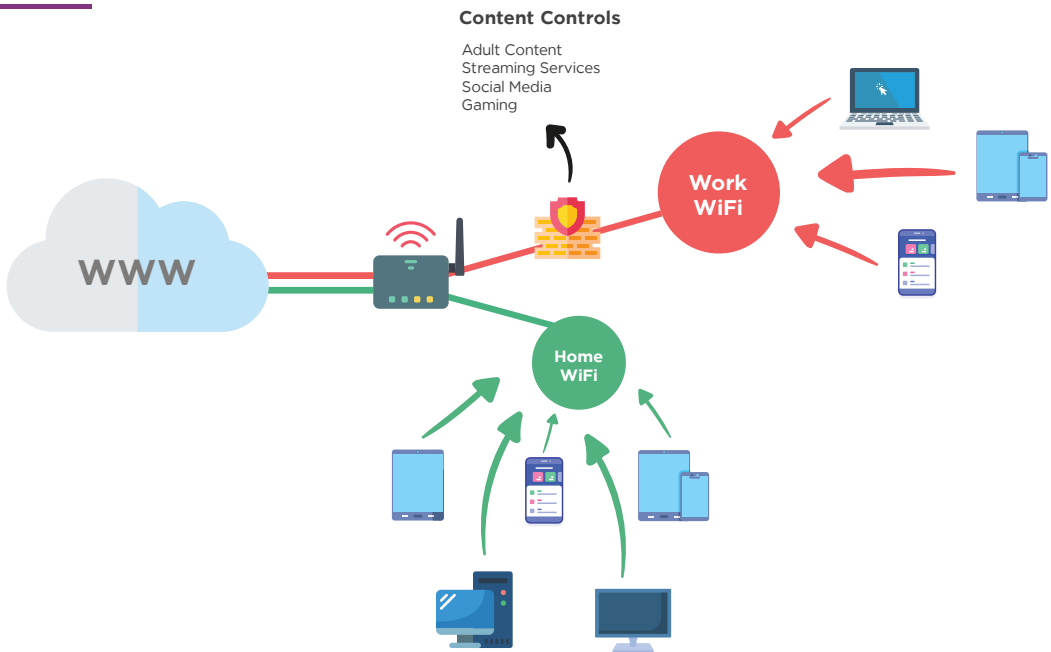 Content Controls
Adult Content
Streaming Services
Social Media
Gaming
Work
WiFi
WWW
Home
WiFi